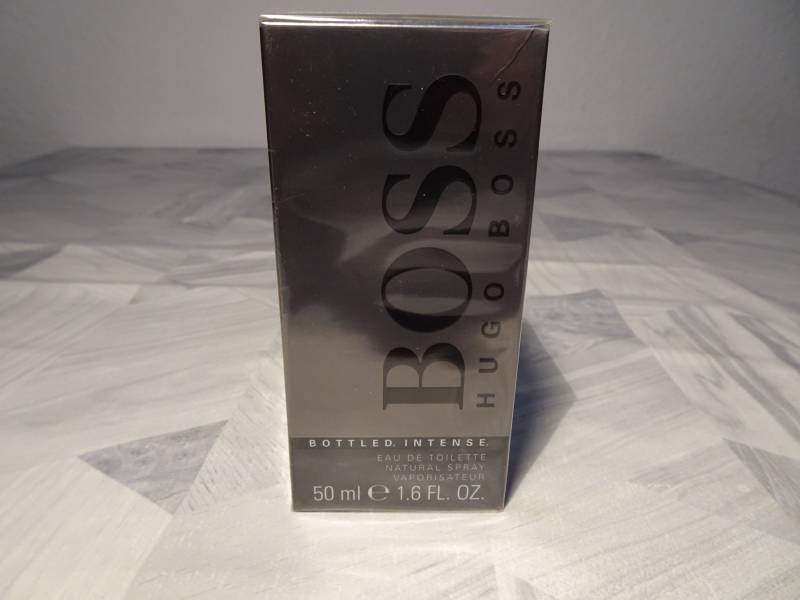 BOSS
HUGO BOSS
BOTTLED. INTENSE.
EAU DE TOILETTE
NATURAL SPRAY
VAPORISATEUR
50 ml ℮ 1.6 FL. OZ.